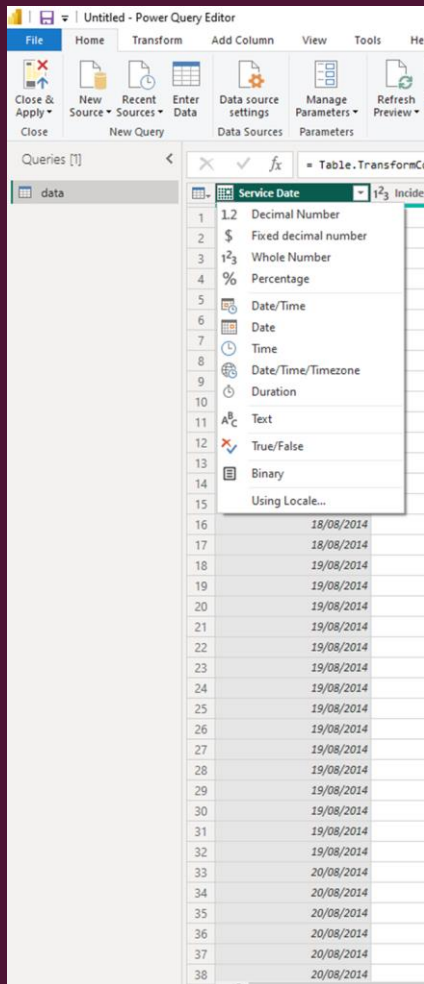 Untitled - Power Query Editor
File Home Transform Add Column View Tools He
Close & Apply
New Source
Recent Sources
Enter Data
Data source settings
Manage Parameters
Refresh Preview
Close New Query Data Sources Parameters
Queries [1]
fx = Table.TransformCo
data
Service Date
1²3 Incide
1.2 Decimal Number
$ Fixed decimal number
1²3 Whole Number
% Percentage
Date/Time
Date
Time
Date/Time/Timezone
Duration
ABC Text
True/False
Binary
Using Locale...
1
2
3
4
5
6
7
8
9
10
11
12
13
14
15
16 18/08/2014
17 18/08/2014
18 19/08/2014
19 19/08/2014
20 19/08/2014
21 19/08/2014
22 19/08/2014
23 19/08/2014
24 19/08/2014
25 19/08/2014
26 19/08/2014
27 19/08/2014
28 19/08/2014
29 19/08/2014
30 19/08/2014
31 19/08/2014
32 19/08/2014
33 20/08/2014
34 20/08/2014
35 20/08/2014
36 20/08/2014
37 20/08/2014
38 20/08/2014